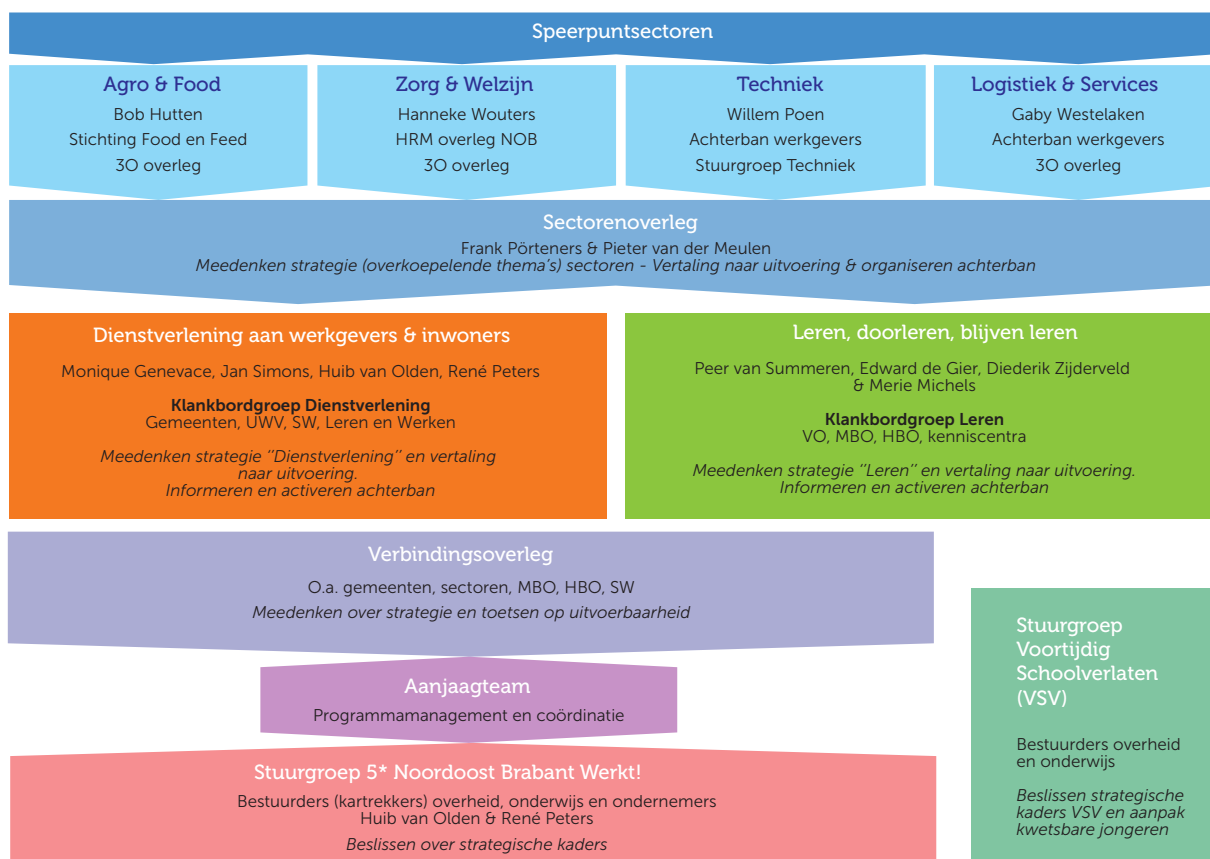 Speerpuntsectoren
Agro & Food
Bob Hutten
Stichting Food en Feed
3O overleg
Zorg & Welzijn
Hanneke Wouters
HRM overleg NOB
3O overleg
Techniek
Willem Poen
Achterban werkgevers
Stuurgroep Techniek
Logistiek & Services
Gaby Westelaken
Achterban werkgevers
3O overleg
Sectorenoverleg
Frank Pörteners & Pieter van der Meulen
Meedenken strategie (overkoepelende thema's) sectoren - Vertaling naar uitvoering & organiseren achterban
Dienstverlening aan werkgevers & inwoners
Monique Genevace, Jan Simons, Huib van Olden, René Peters
Klankbordgroep Dienstverlening
Gemeenten, UWV, SW, Leren en Werken
Meedenken strategie "Dienstverlening" en vertaling
naar uitvoering.
Informeren en activeren achterban
Leren, doorleren, blijven leren
Peer van Summeren, Edward de Gier, Diederik Zijderveld
& Merie Michels
Klankbordgroep Leren
VO, MBO, HBO, kenniscentra
Meedenken strategie "Leren" en vertaling naar uitvoering.
Informeren en activeren achterban
Verbindingsoverleg
O.a. gemeenten, sectoren, MBO, HBO, SW
Meedenken over strategie en toetsen op uitvoerbaarheid
Aanjaagteam
Programmamanagement en coördinatie
Stuurgroep 5* Noordoost Brabant Werkt!
Bestuurders (kartrekkers) overheid, onderwijs en ondernemers
Huib van Olden & René Peters
Beslissen over strategische kaders
Stuurgroep
Voortijdig
Schoolverlaten
(VSV)
Bestuurders overheid
en onderwijs
Beslissen strategische
kaders VSV en aanpak
kwetsbare jongeren